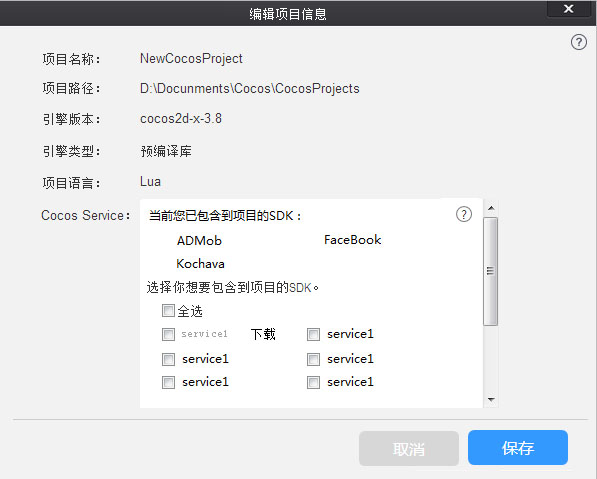 编辑项目信息
?
项目名称： NewCocosProject
项目路径： D:\Docunments\Cocos\CocosProjects
引擎版本： cocos2d-x-3.8
引擎类型： 预编译库
项目语言： Lua
Cocos Service： 当前您已包含到项目的SDK： ?
ADMob FaceBook
Kochava
选择你想要包含到项目的SDK。
全选
service1 下载 service1
service1 service1
service1 service1
取消 保存